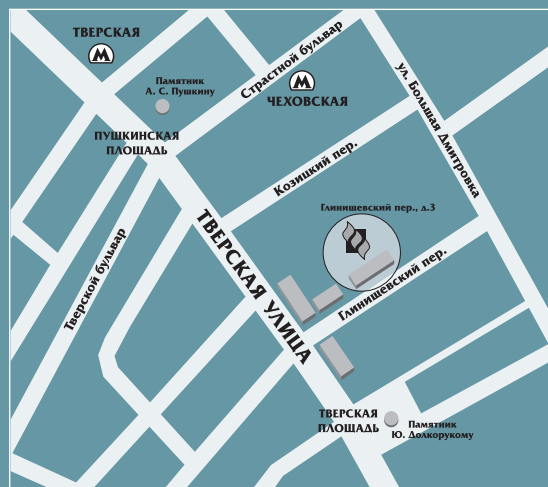 ТВЕРСКАЯ
М
Памятник
А. С. Пушкину
Страстной бульвар
М
ЧЕХОВСКАЯ
ул. Большая Дмитровка
ПУШКИНСКАЯ
ПЛОЩАДЬ
Козицкий пер.
Глинищевский пер., д.3
ТВЕРСКАЯ УЛИЦА
Тверской бульвар
Глинищевский пер.
ТВЕРСКАЯ
ПЛОЩАДЬ
Памятник
Ю. Долкорукому